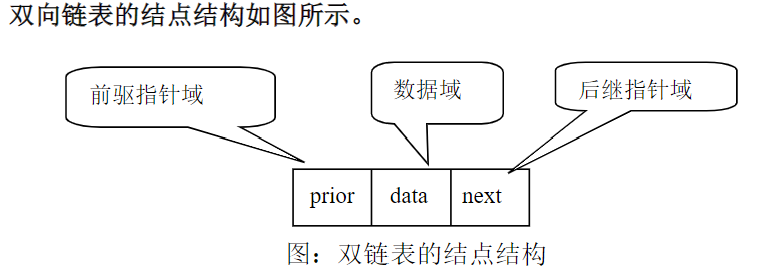 双向链表的结点结构如图所示。
前驱指针域
数据域
后继指针域
prior data next
图：双链表的结点结构